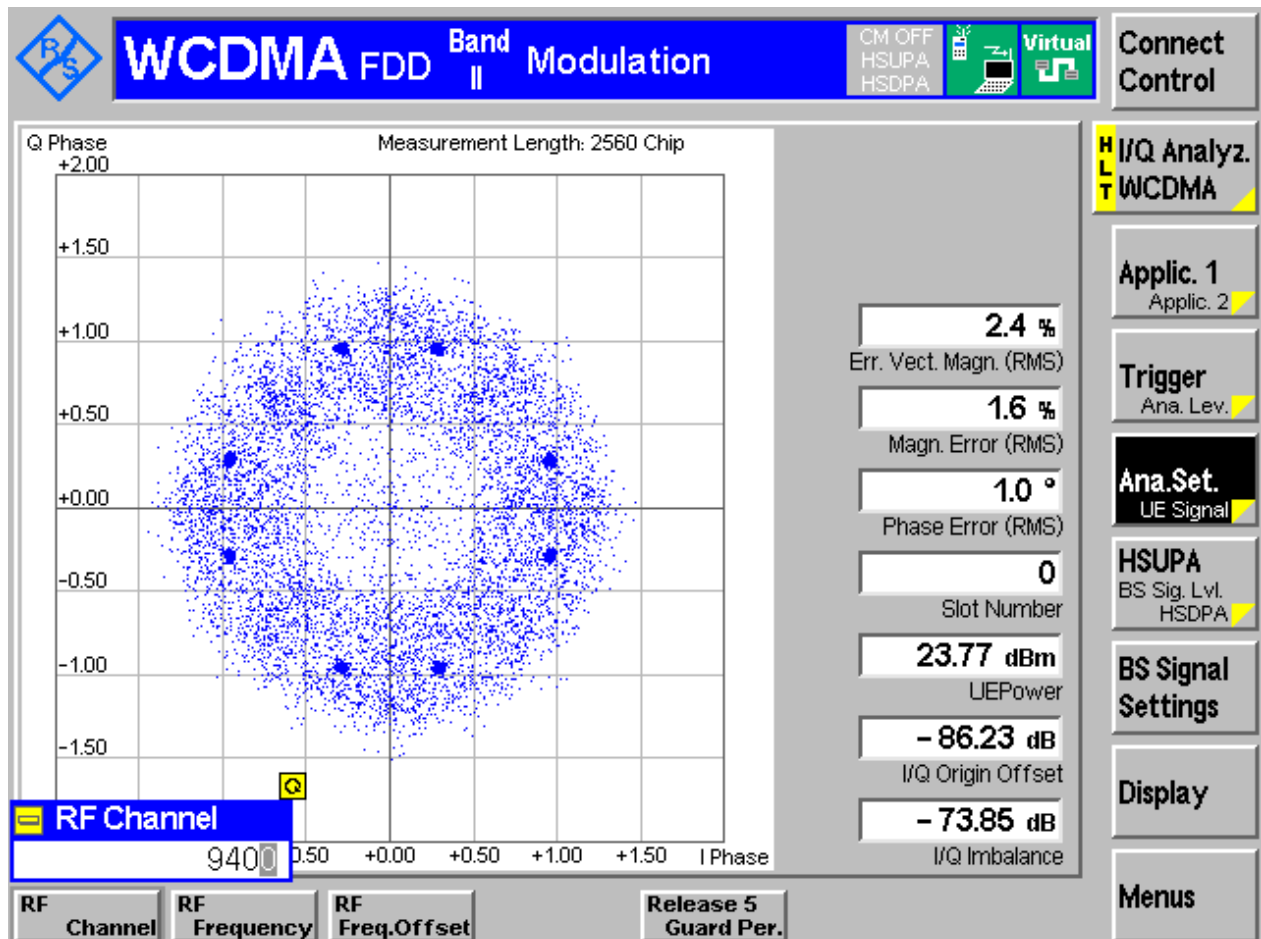 R/S
WCDMA FDD Band II Modulation
CM OFF
HSUPA
HSDPA
Virtual
Connect
Control
Q Phase
Measurement Length: 2560 Chip
+2.00
+1.50
+1.00
+0.50
+0.00
-0.50
-1.00
-1.50
0.50 +0.00 +0.50 +1.00 +1.50 I Phase
Q
RF Channel
9400
2.4 %
Err. Vect. Magn. (RMS)
1.6 %
Magn. Error (RMS)
1.0 °
Phase Error (RMS)
0
Slot Number
23.77 dBm
UEPower
- 86.23 dB
I/Q Origin Offset
- 73.85 dB
I/Q Imbalance
HLT
I/Q Analyz.
WCDMA
Applic. 1
Applic. 2
Trigger
Ana. Lev.
Ana.Set.
UE Signal
HSUPA
BS Sig. Lvl.
HSDPA
BS Signal
Settings
Display
Menus
RF
Channel
RF
Frequency
RF
Freq.Offset
Release 5
Guard Per.